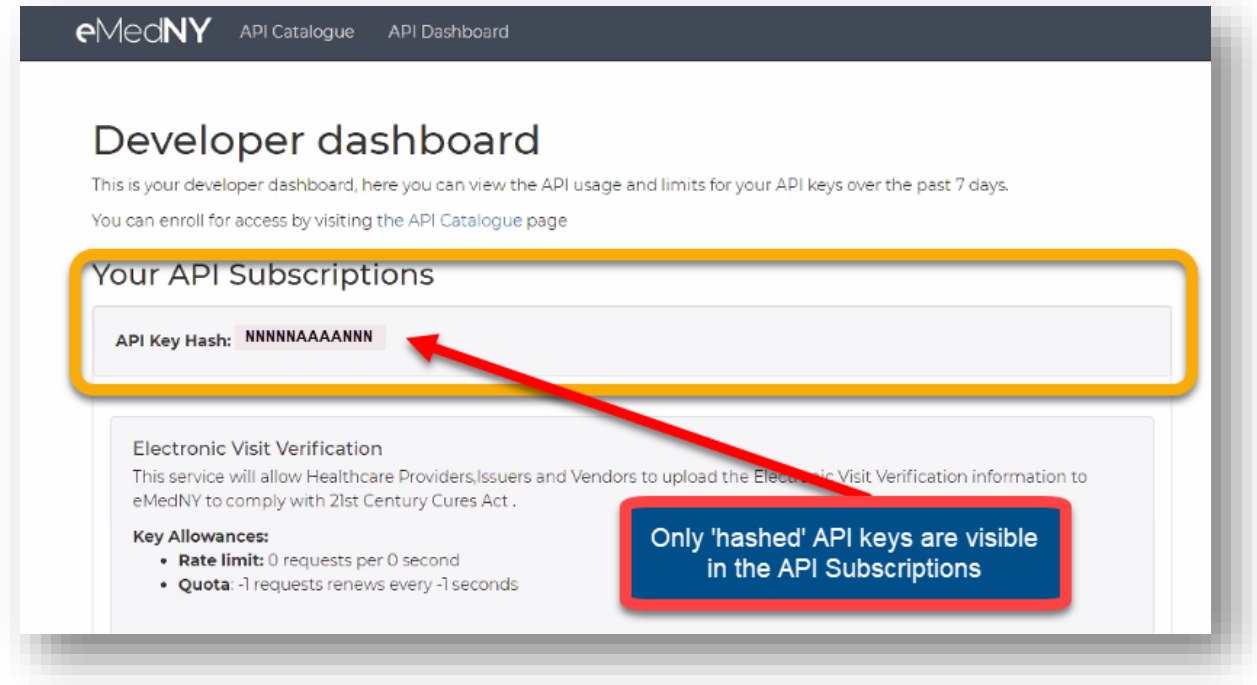 eMedNY API Catalogue API Dashboard
Developer dashboard
This is your developer dashboard, here you can view the API usage and limits for your API keys over the past 7 days.
You can enroll for access by visiting the API Catalogue page
Your API Subscriptions
API Key Hash: NNNNNAAAANNN
Electronic Visit Verification
This service will allow Healthcare Providers,Issuers and Vendors to upload the Electronic Visit Verification information to
eMedNY to comply with 21st Century Cures Act .
Key Allowances:
• Rate limit: 0 requests per 0 second
• Quota: -1 requests renews every -1 seconds
Only 'hashed' API keys are visible
in the API Subscriptions